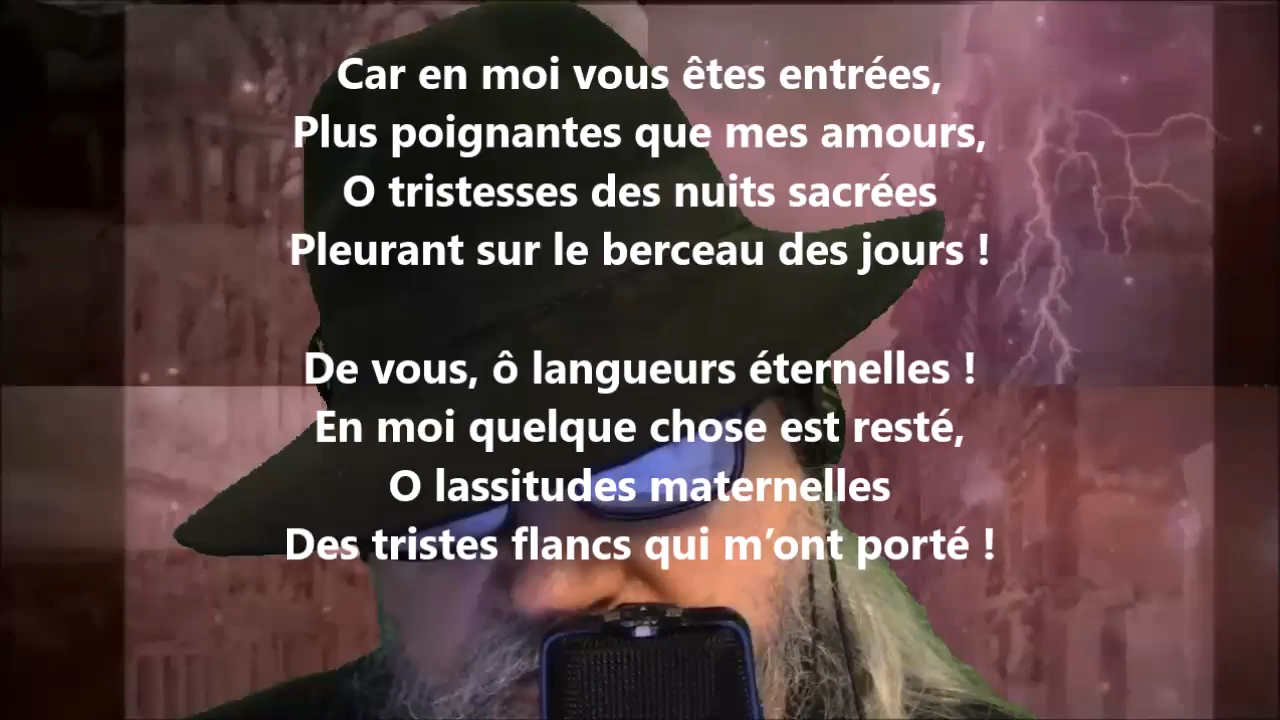 Car en moi vous êtes entrées,
Plus poignantes que mes amours,
O tristesses des nuits sacrées
Pleurant sur le berceau des jours !
De vous, ô langueurs éternelles !
En moi quelque chose est resté,
O lassitudes maternelles
Des tristes flancs qui m’ont porté !